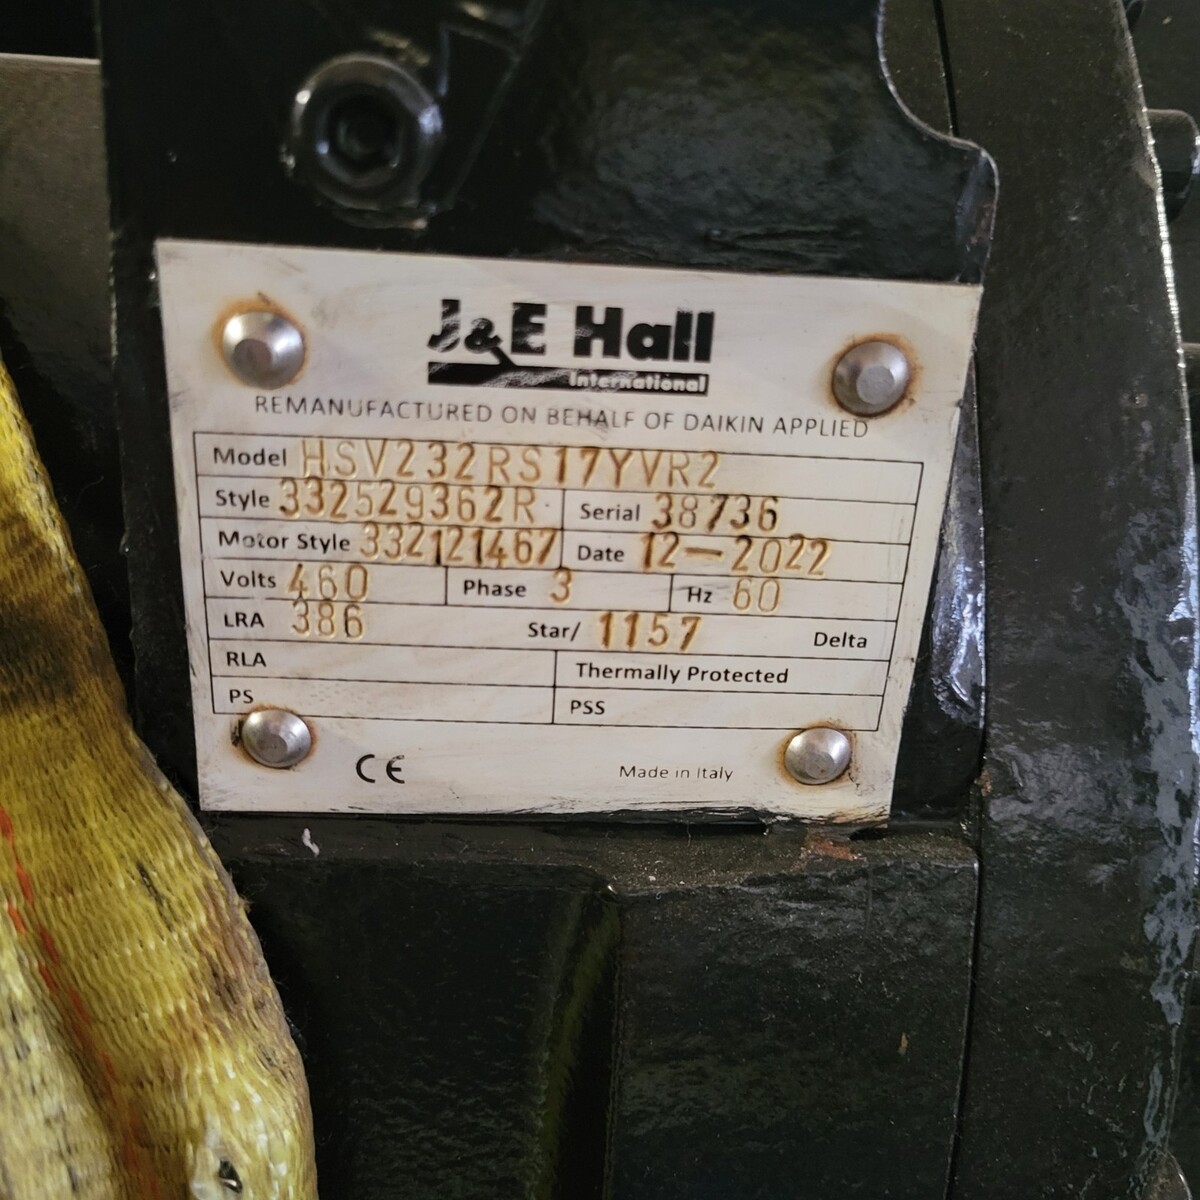 J&E Hall
International
REMANUFACTURED ON BEHALF OF DAIKIN APPLIED
Model HSV232RS17YVR2
Style 332529362R Serial 38736
Motor Style 332121467 Date 12-2022
Volts 460 Phase 3 Hz 60
LRA 386 Star/ 1157 Delta
RLA Thermally Protected
PS PSS
CE Made in Italy